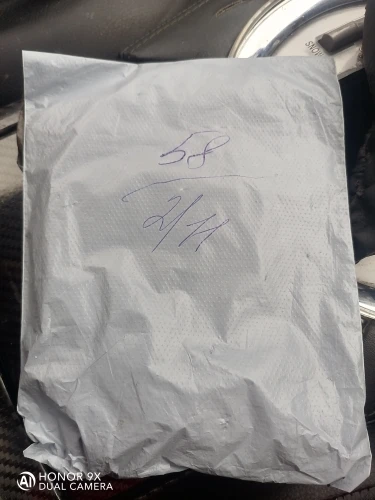 58
2/11
HONOR 9X
DUAL CAMERA